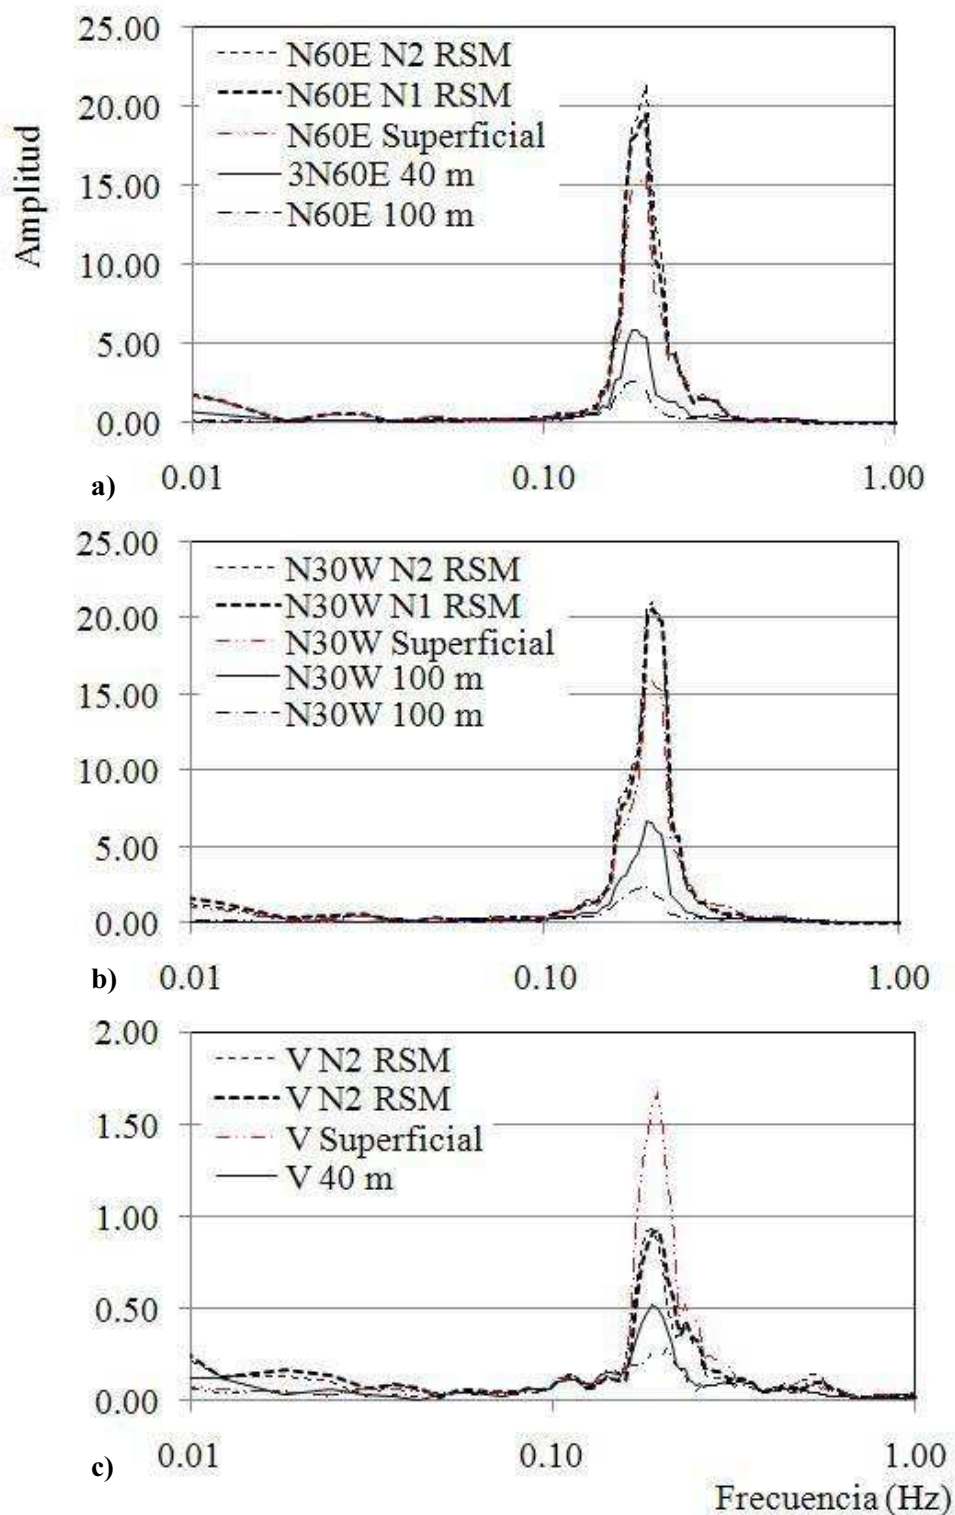 25.00
20.00
15.00
10.00
5.00
0.00
Amplitud
N60E N2 RSM
N60E N1 RSM
N60E Superficial
3N60E 40 m
N60E 100 m
0.01 0.10 1.00
a)
25.00
20.00
15.00
10.00
5.00
0.00
N30W N2 RSM
N30W N1 RSM
N30W Superficial
N30W 100 m
N30W 100 m
0.01 0.10 1.00
b)
2.00
1.50
1.00
0.50
0.00
V N2 RSM
V N2 RSM
V Superficial
V 40 m
0.01 0.10 1.00
c)
Frecuencia (Hz)